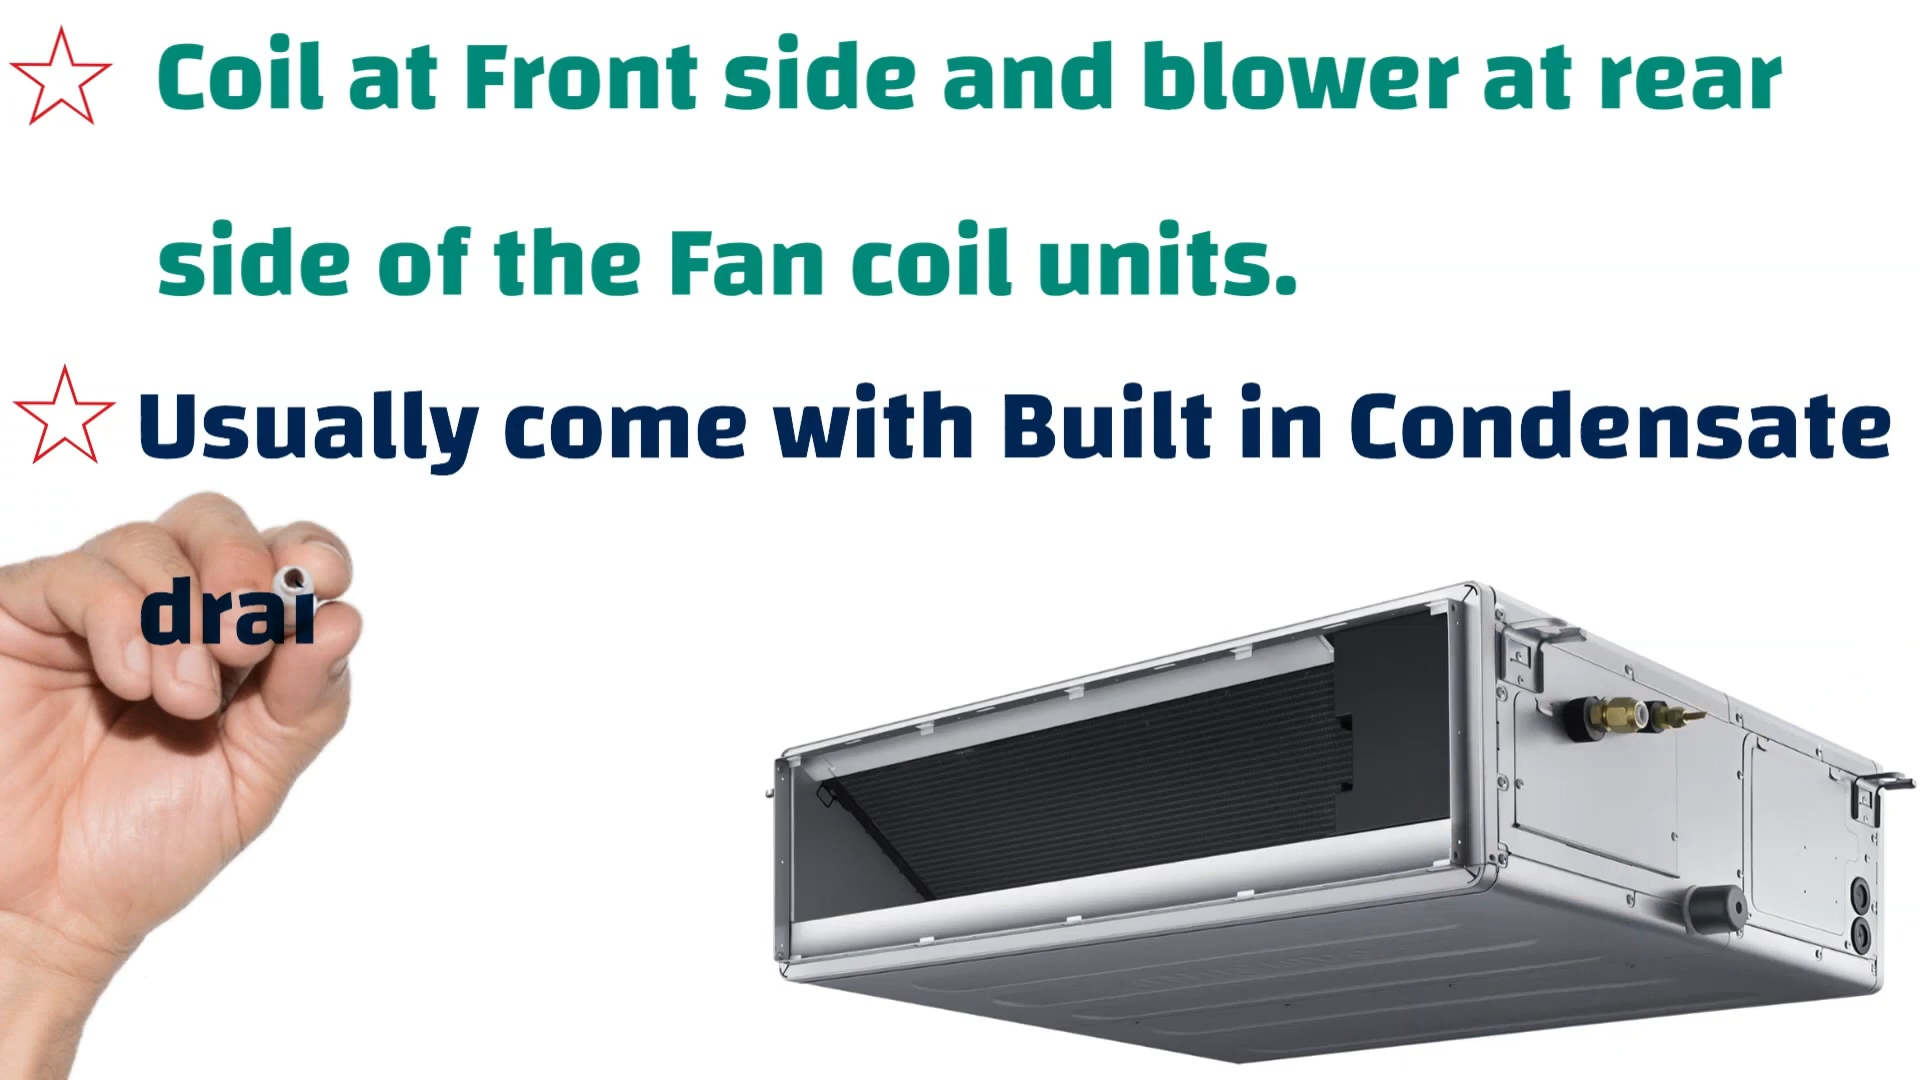 Coil at Front side and blower at rear
side of the Fan coil units.
Usually come with Built in Condensate
drai